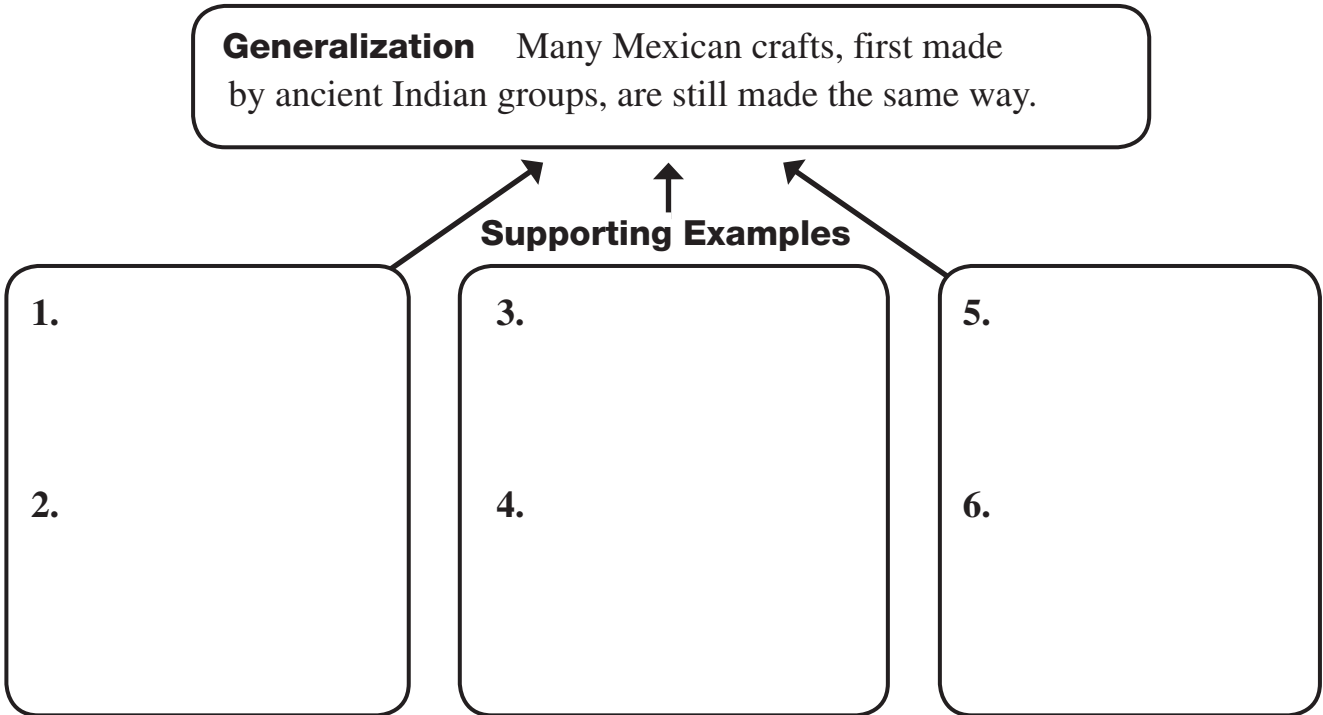 Generalization Many Mexican crafts, first made
by ancient Indian groups, are still made the same way.
Supporting Examples
1.
2.
3.
4.
5.
6.